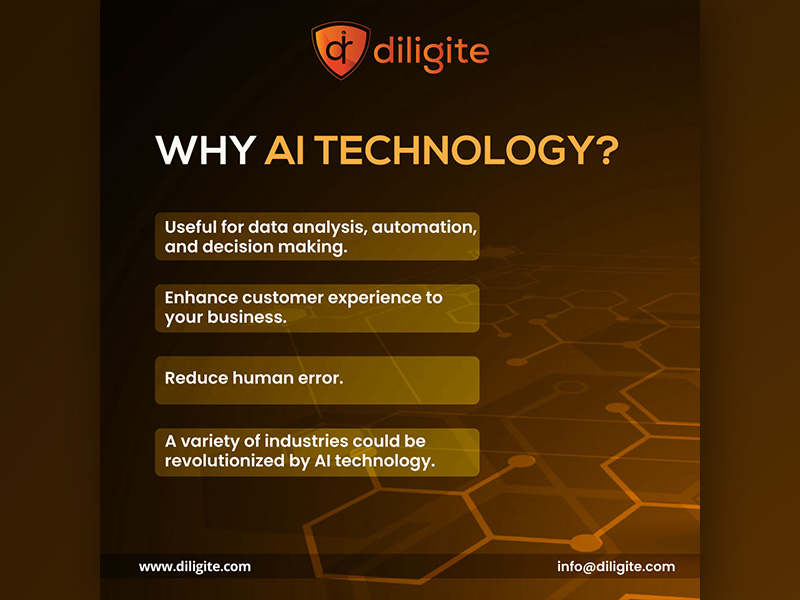 diligite
WHY AI TECHNOLOGY?
Useful for data analysis, automation,
and decision making.
Enhance customer experience to
your business.
Reduce human error.
A variety of industries could be
revolutionized by AI technology.
www.diligite.com
info@diligite.com